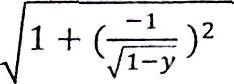 √(1 + (-1/√(1-y))²)